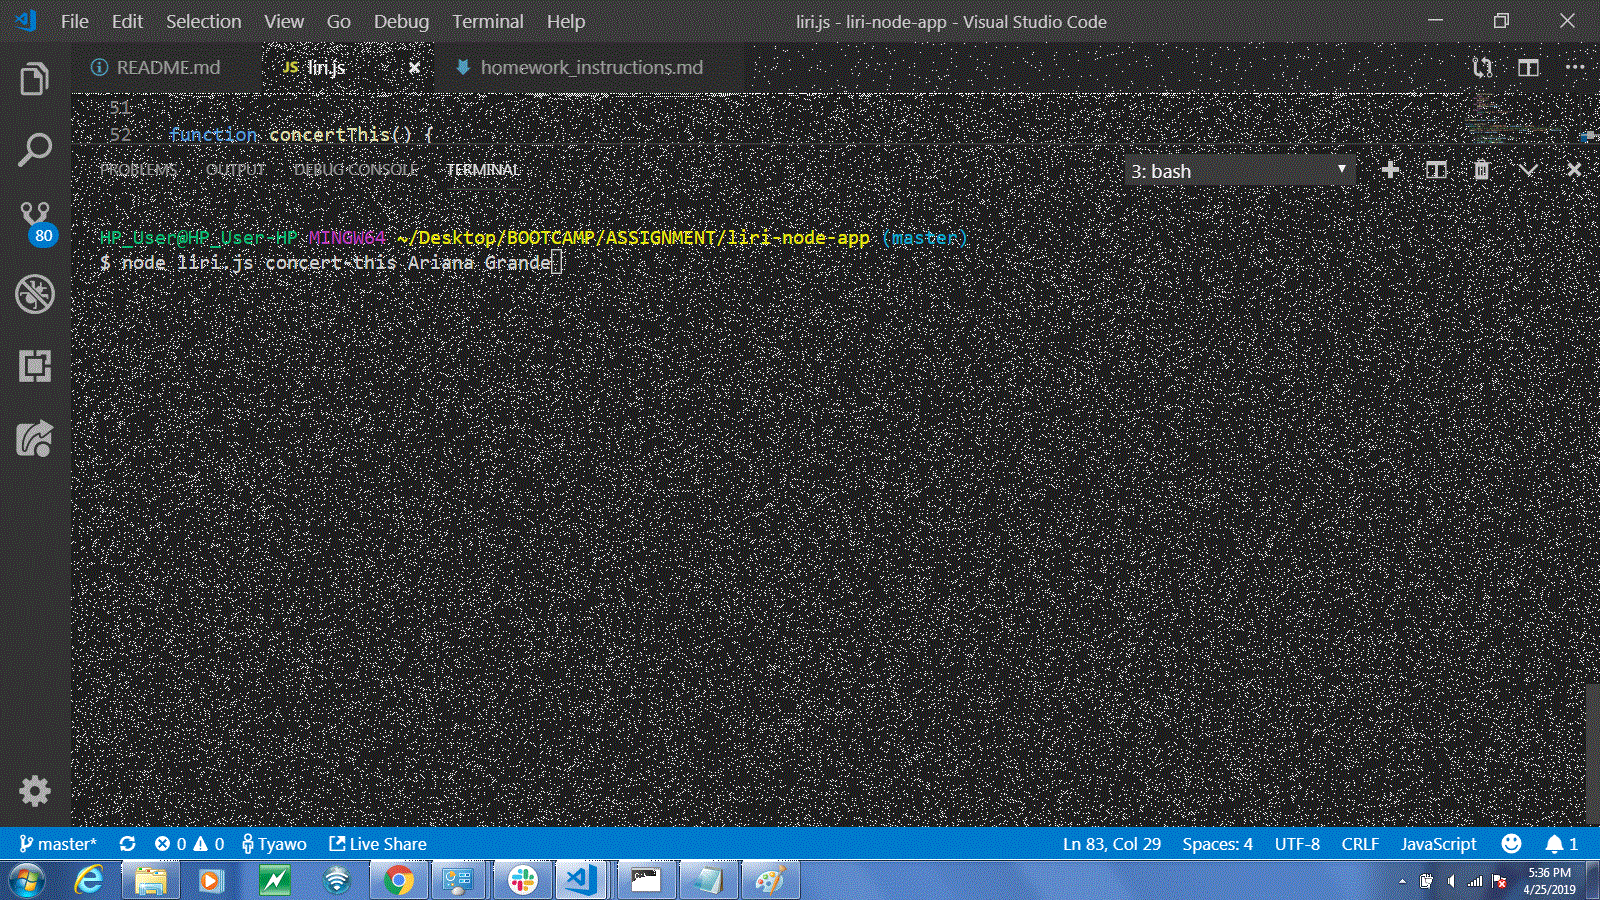 File Edit Selection View Go Debug Terminal Help liri.js - liri-node-app - Visual Studio Code
README.md JS liri.js homework_instructions.md
51
52 function concertThis() {
PROBLEMS OUTPUT DEBUG CONSOLE TERMINAL 3: bash
80
HP_User@HP_User-HP MINGW64 ~/Desktop/BOOTCAMP/ASSIGNMENT/liri-node-app (master)
$ node liri.js concert-this Ariana Grande
master* 0 0 Tyawo Live Share Ln 83, Col 29 Spaces: 4 UTF-8 CRLF JavaScript 1
5:36 PM
4/25/2019